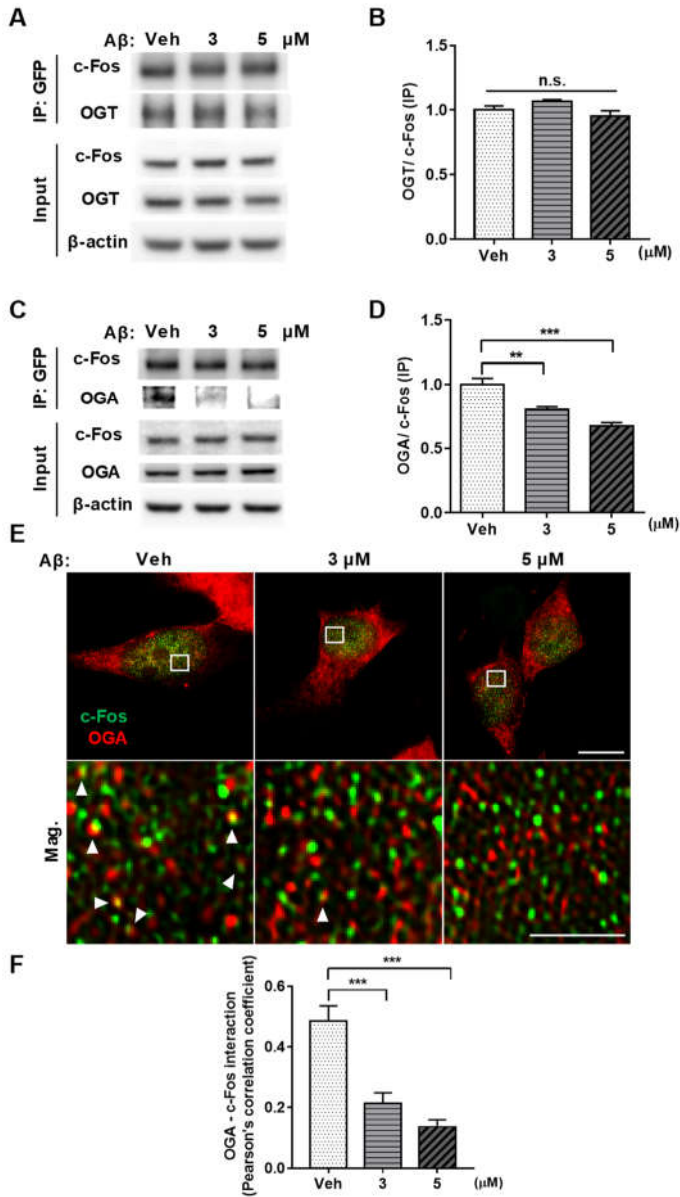 A
Aβ: Veh 3 5 μM
IP: GFP
c-Fos
OGT
Input
c-Fos
OGT
β-actin
B
OGT/ c-Fos (IP)
1.5
1.0
0.5
0.0
n.s.
Veh 3 5 (μM)
C
Aβ: Veh 3 5 μM
IP: GFP
c-Fos
OGA
Input
c-Fos
OGA
β-actin
D
OGA/ c-Fos (IP)
1.5
1.0
0.5
0.0
***
**
Veh 3 5 (μM)
E
Aβ: Veh 3 μM 5 μM
c-Fos
OGA
Mag.
F
OGA - c-Fos interaction
(Pearson's correlation coefficient)
0.6
0.4
0.2
0.0
***
***
Veh 3 5 (μM)